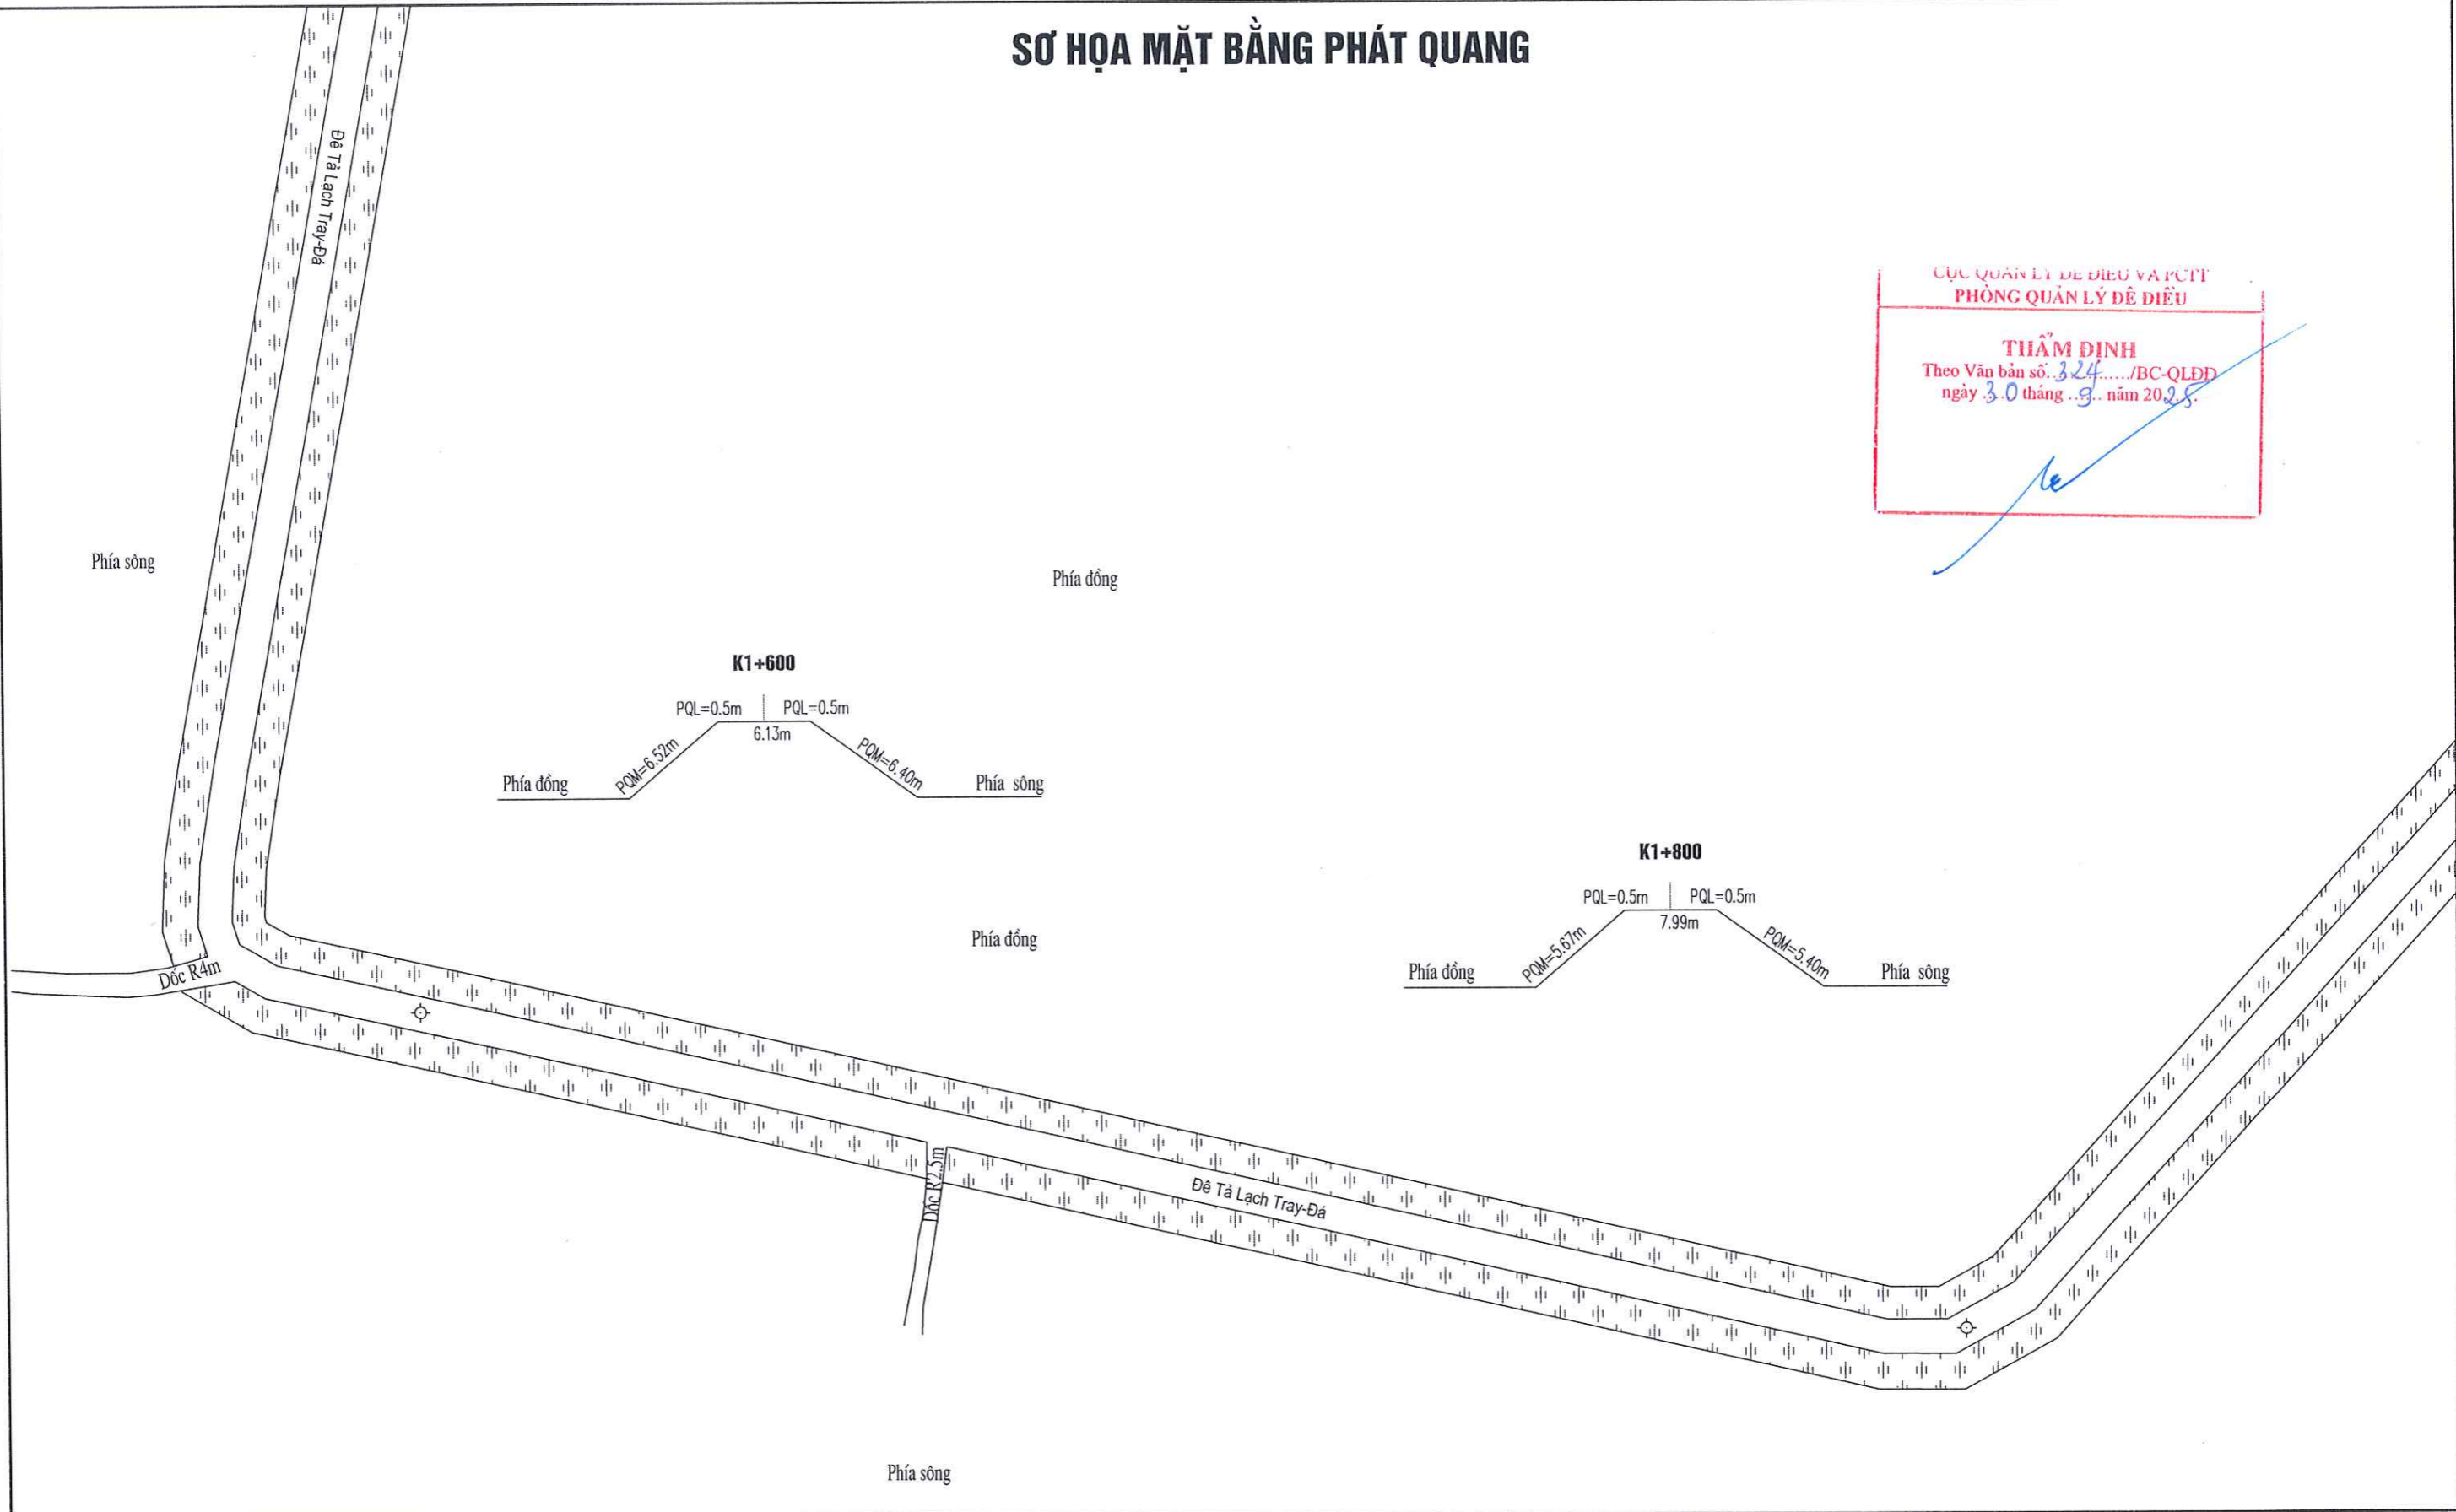 SƠ HỌA MẶT BẰNG PHÁT QUANG
Đê Tả Lạch Tray-Đá
CỤC QUẢN LÝ ĐÊ ĐIỀU VÀ PCTT
PHÒNG QUẢN LÝ ĐÊ ĐIỀU
THẨM ĐỊNH
Theo Văn bản số..324....../BC-QLĐĐ
ngày .30 tháng ..9.. năm 2025.
Phía sông
Phía đồng
K1+600
PQL=0.5m PQL=0.5m
6.13m
PQM=6.52m
PQM=6.40m
Phía đồng
Phía sông
K1+800
PQL=0.5m PQL=0.5m
7.99m
PQM=5.67m
PQM=5.40m
Phía đồng
Phía sông
Phía đồng
Dốc R4m
Dốc R2.5m
Đê Tả Lạch Tray-Đá
Phía sông